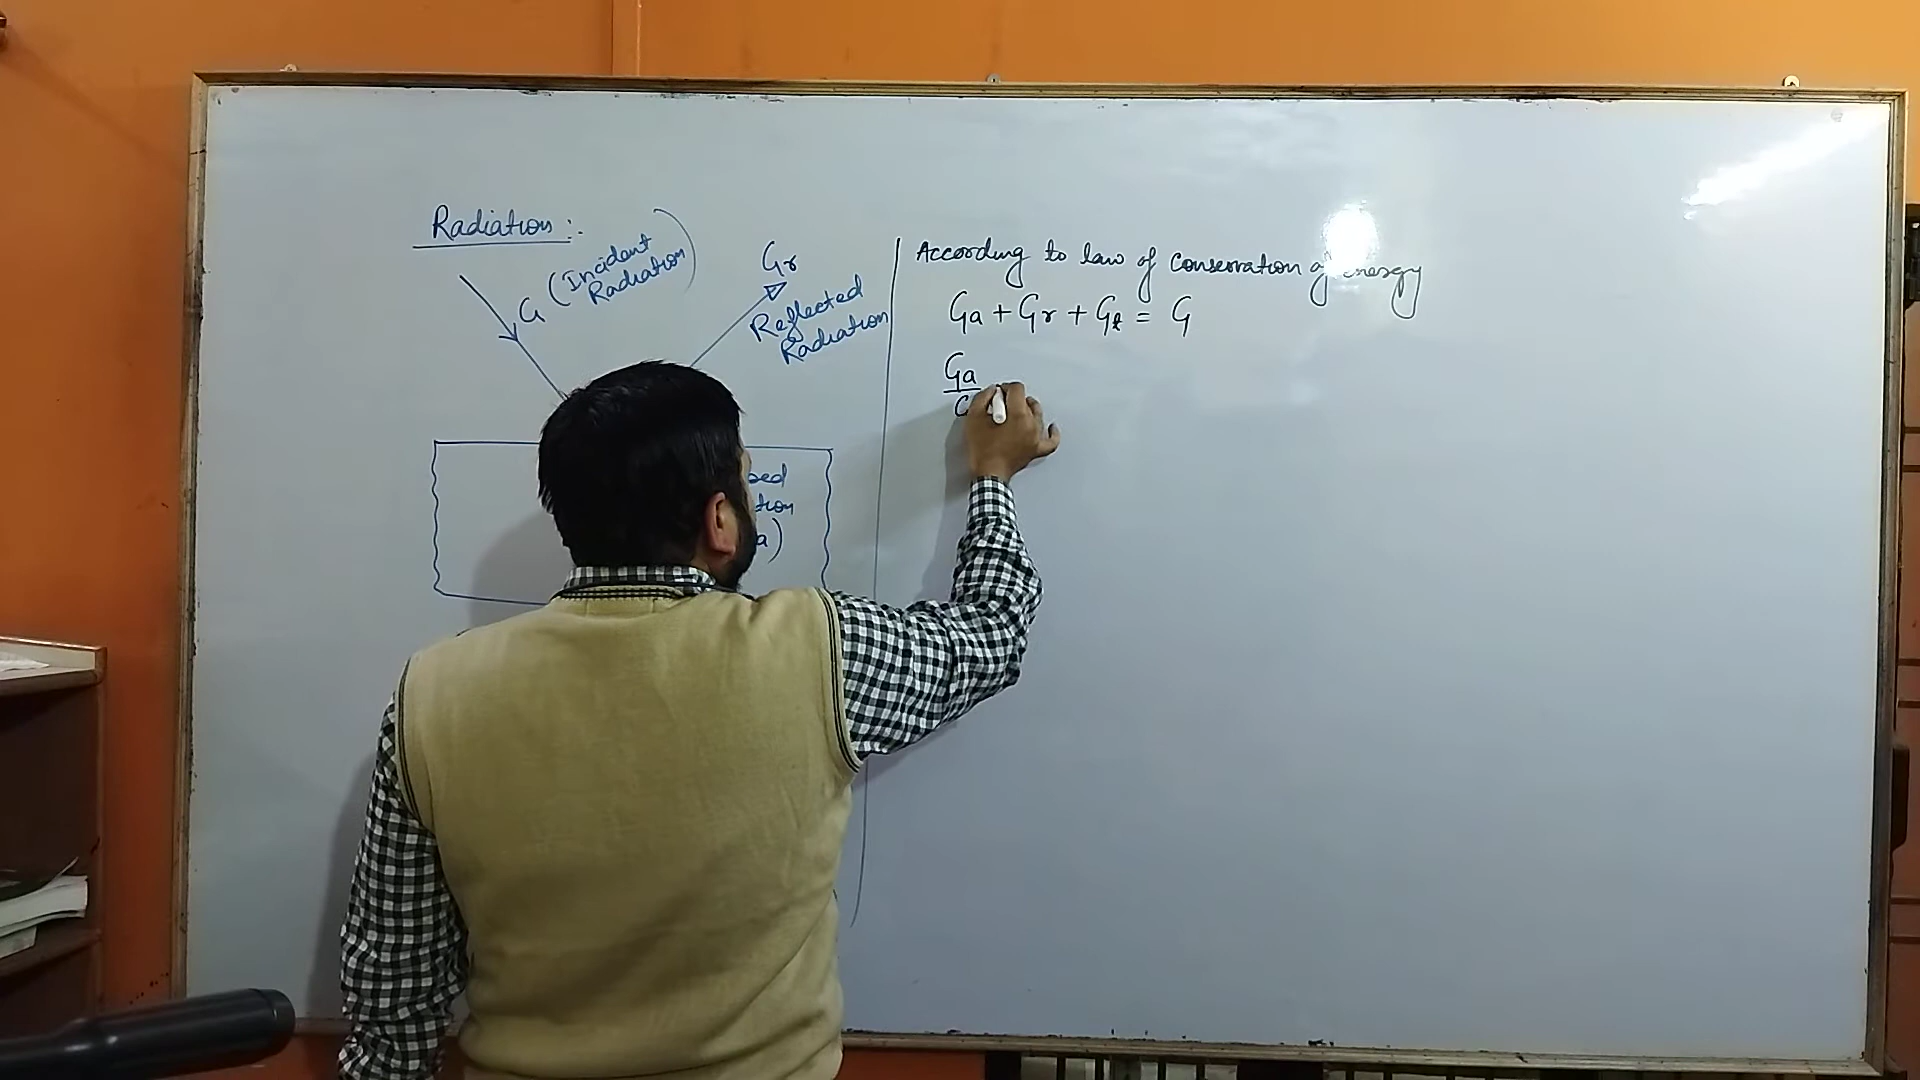 Radiation:-
G (Incident
Radiation)
Gr
Reflected
Radiation
a)
According to law of conservation of energy
Ga + Gr + Gt = G
Ga